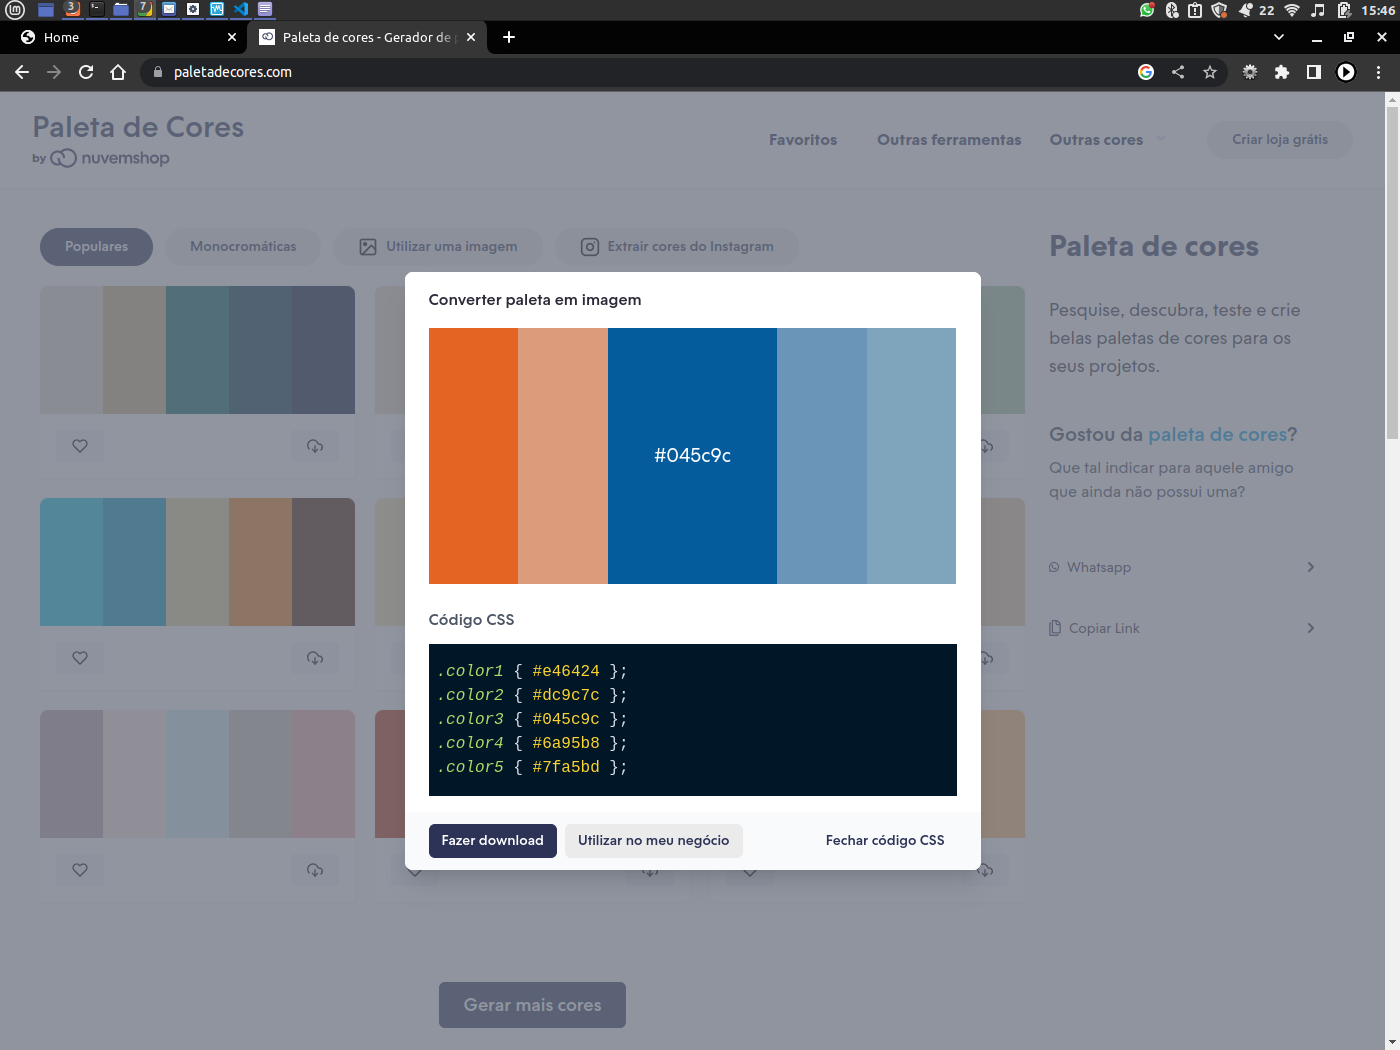 3
7
22
15:46
Home
Paleta de cores - Gerador de p
paletadecores.com
Paleta de Cores
by nuvemshop
Favoritos
Outras ferramentas
Outras cores
Criar loja grátis
Populares
Monocromáticas
Utilizar uma imagem
Extrair cores do Instagram
Converter paleta em imagem
#045c9c
Código CSS
.color1 { #e46424 };
.color2 { #dc9c7c };
.color3 { #045c9c };
.color4 { #6a95b8 };
.color5 { #7fa5bd };
Fazer download
Utilizar no meu negócio
Fechar código CSS
Paleta de cores
Pesquise, descubra, teste e crie
belas paletas de cores para os
seus projetos.
Gostou da paleta de cores?
Que tal indicar para aquele amigo
que ainda não possui uma?
Whatsapp
Copiar Link
Gerar mais cores